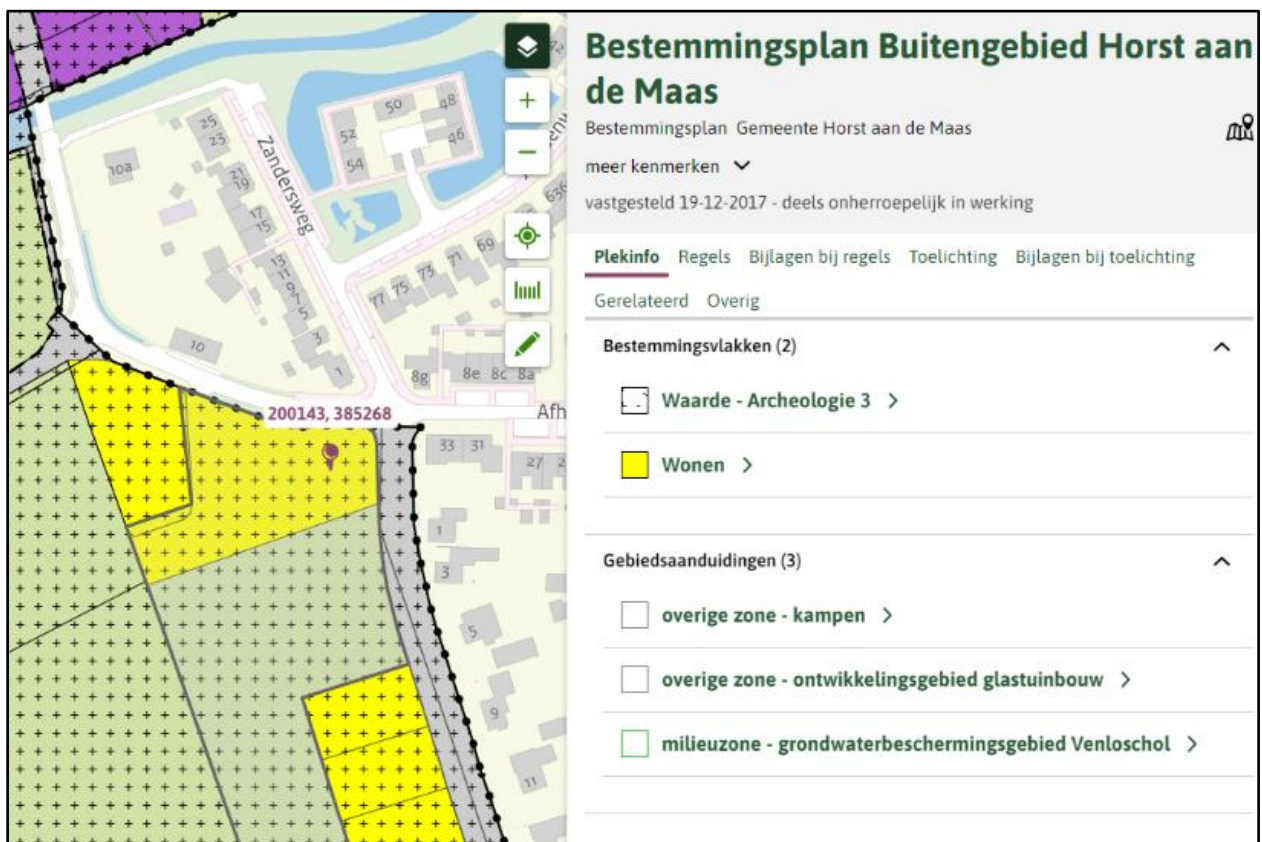 Bestemmingsplan Buitengebied Horst aan
de Maas
Bestemmingsplan Gemeente Horst aan de Maas
meer kenmerken
vastgesteld 19-12-2017 - deels onherroepelijk in werking
Plekinfo Regels Bijlagen bij regels Toelichting Bijlagen bij toelichting
Gerelateerd Overig
Bestemmingsvlakken (2)
Waarde - Archeologie 3
Wonen
Gebiedsaanduidingen (3)
overige zone - kampen
overige zone - ontwikkelingsgebied glastuinbouw
milieuzone - grondwaterbeschermingsgebied Venloschol
50
48
52
46
54
25
23
10a
Zandersweg
21
19
17
15
13
11
9
7
5
3
1
10
77 75 73 71 69
8g 8e 8c 8a
200143, 385268
Afh
33 31
27
1
3
5
9
11